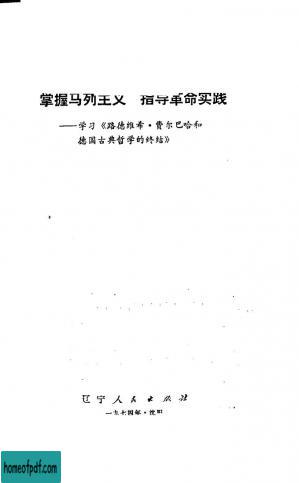 掌握马列主义 指导革命实践
——学习《路德维希·费尔巴哈和
德国古典哲学的终结》
辽宁人民出版社
一九七四年·沈阳
homeofpdf.com